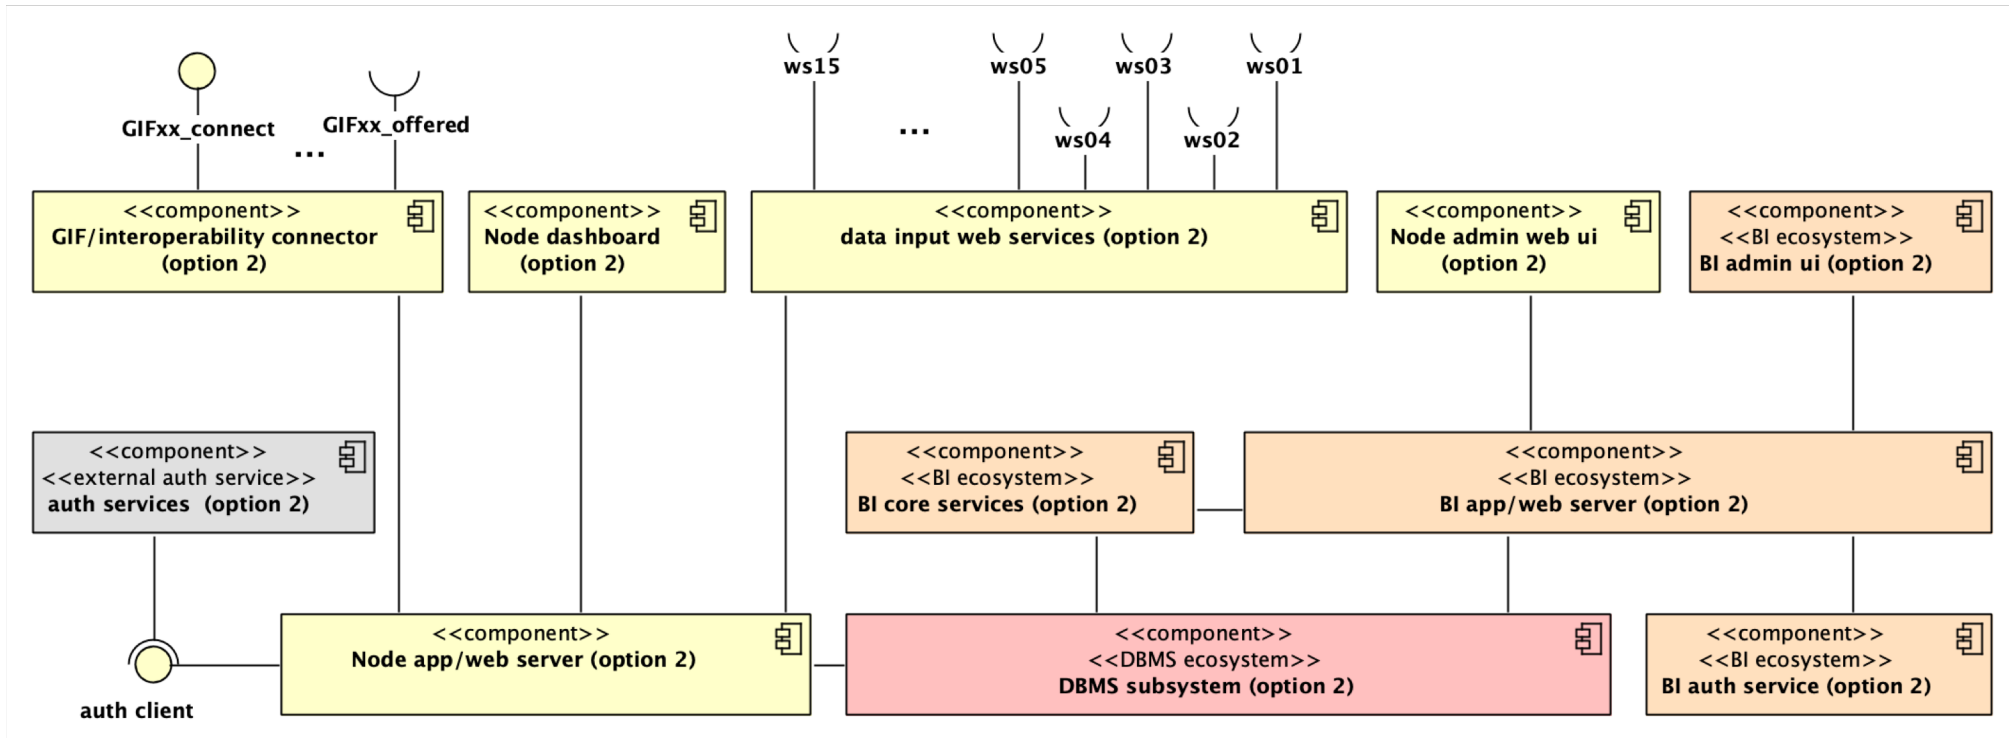 ws15
ws05
ws03
ws01
GIFxx_connect
GIFxx_offered
...
...
ws04
ws02
<<component>>
GIF/interoperability connector
(option 2)
<<component>>
Node dashboard
(option 2)
<<component>>
data input web services (option 2)
<<component>>
Node admin web ui
(option 2)
<<component>>
<<BI ecosystem>>
BI admin ui (option 2)
<<component>>
<<external auth service>>
auth services  (option 2)
<<component>>
<<BI ecosystem>>
BI core services (option 2)
<<component>>
<<BI ecosystem>>
BI app/web server (option 2)
auth client
<<component>>
Node app/web server (option 2)
<<component>>
<<DBMS ecosystem>>
DBMS subsystem (option 2)
<<component>>
<<BI ecosystem>>
BI auth service (option 2)